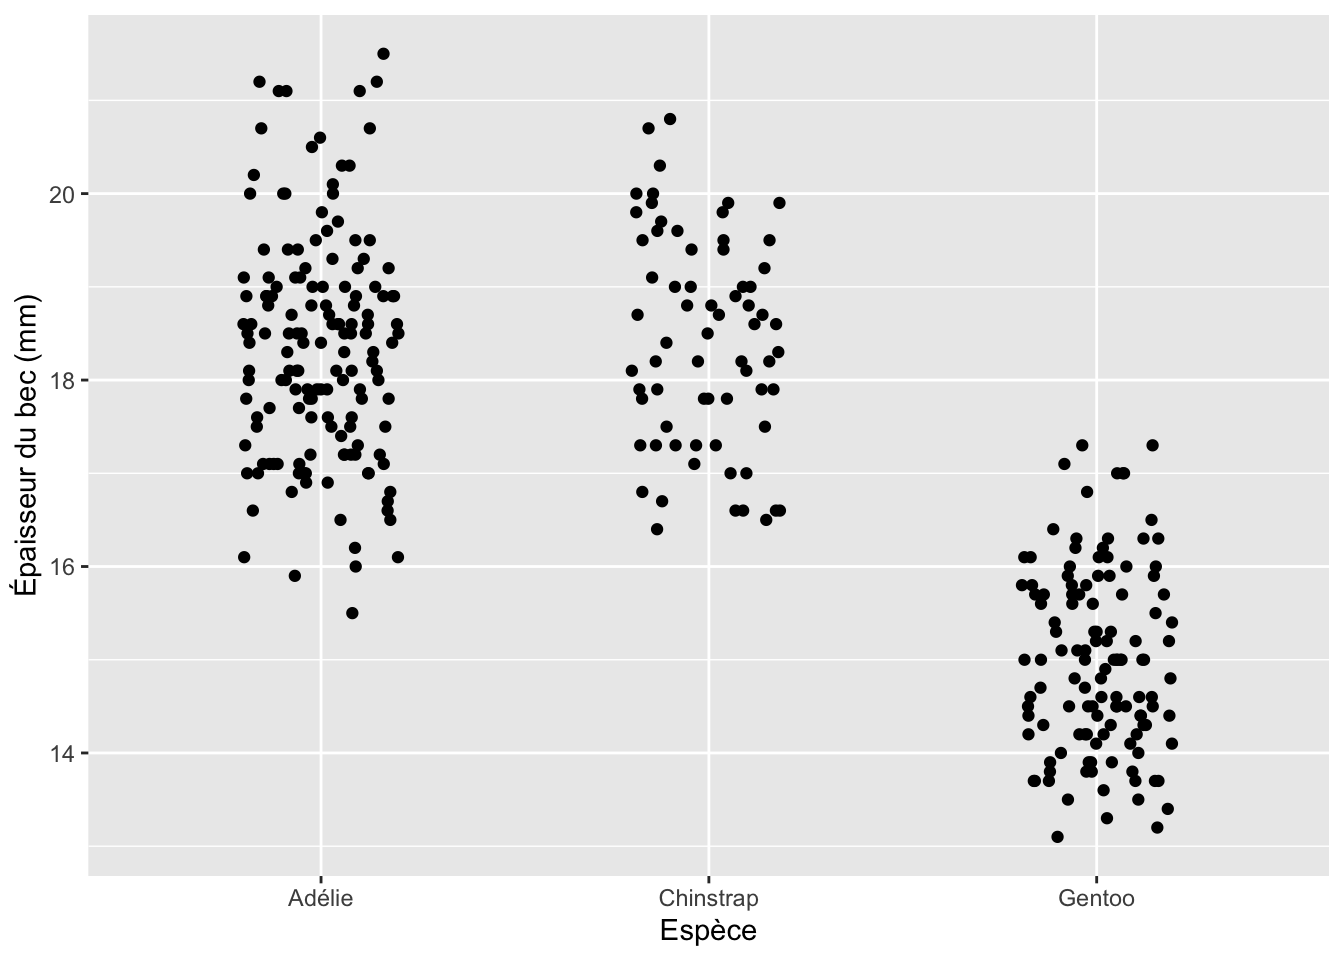 Épaisseur du bec (mm)
20
18
16
14
Adélie
Chinstrap
Gentoo
Espèce